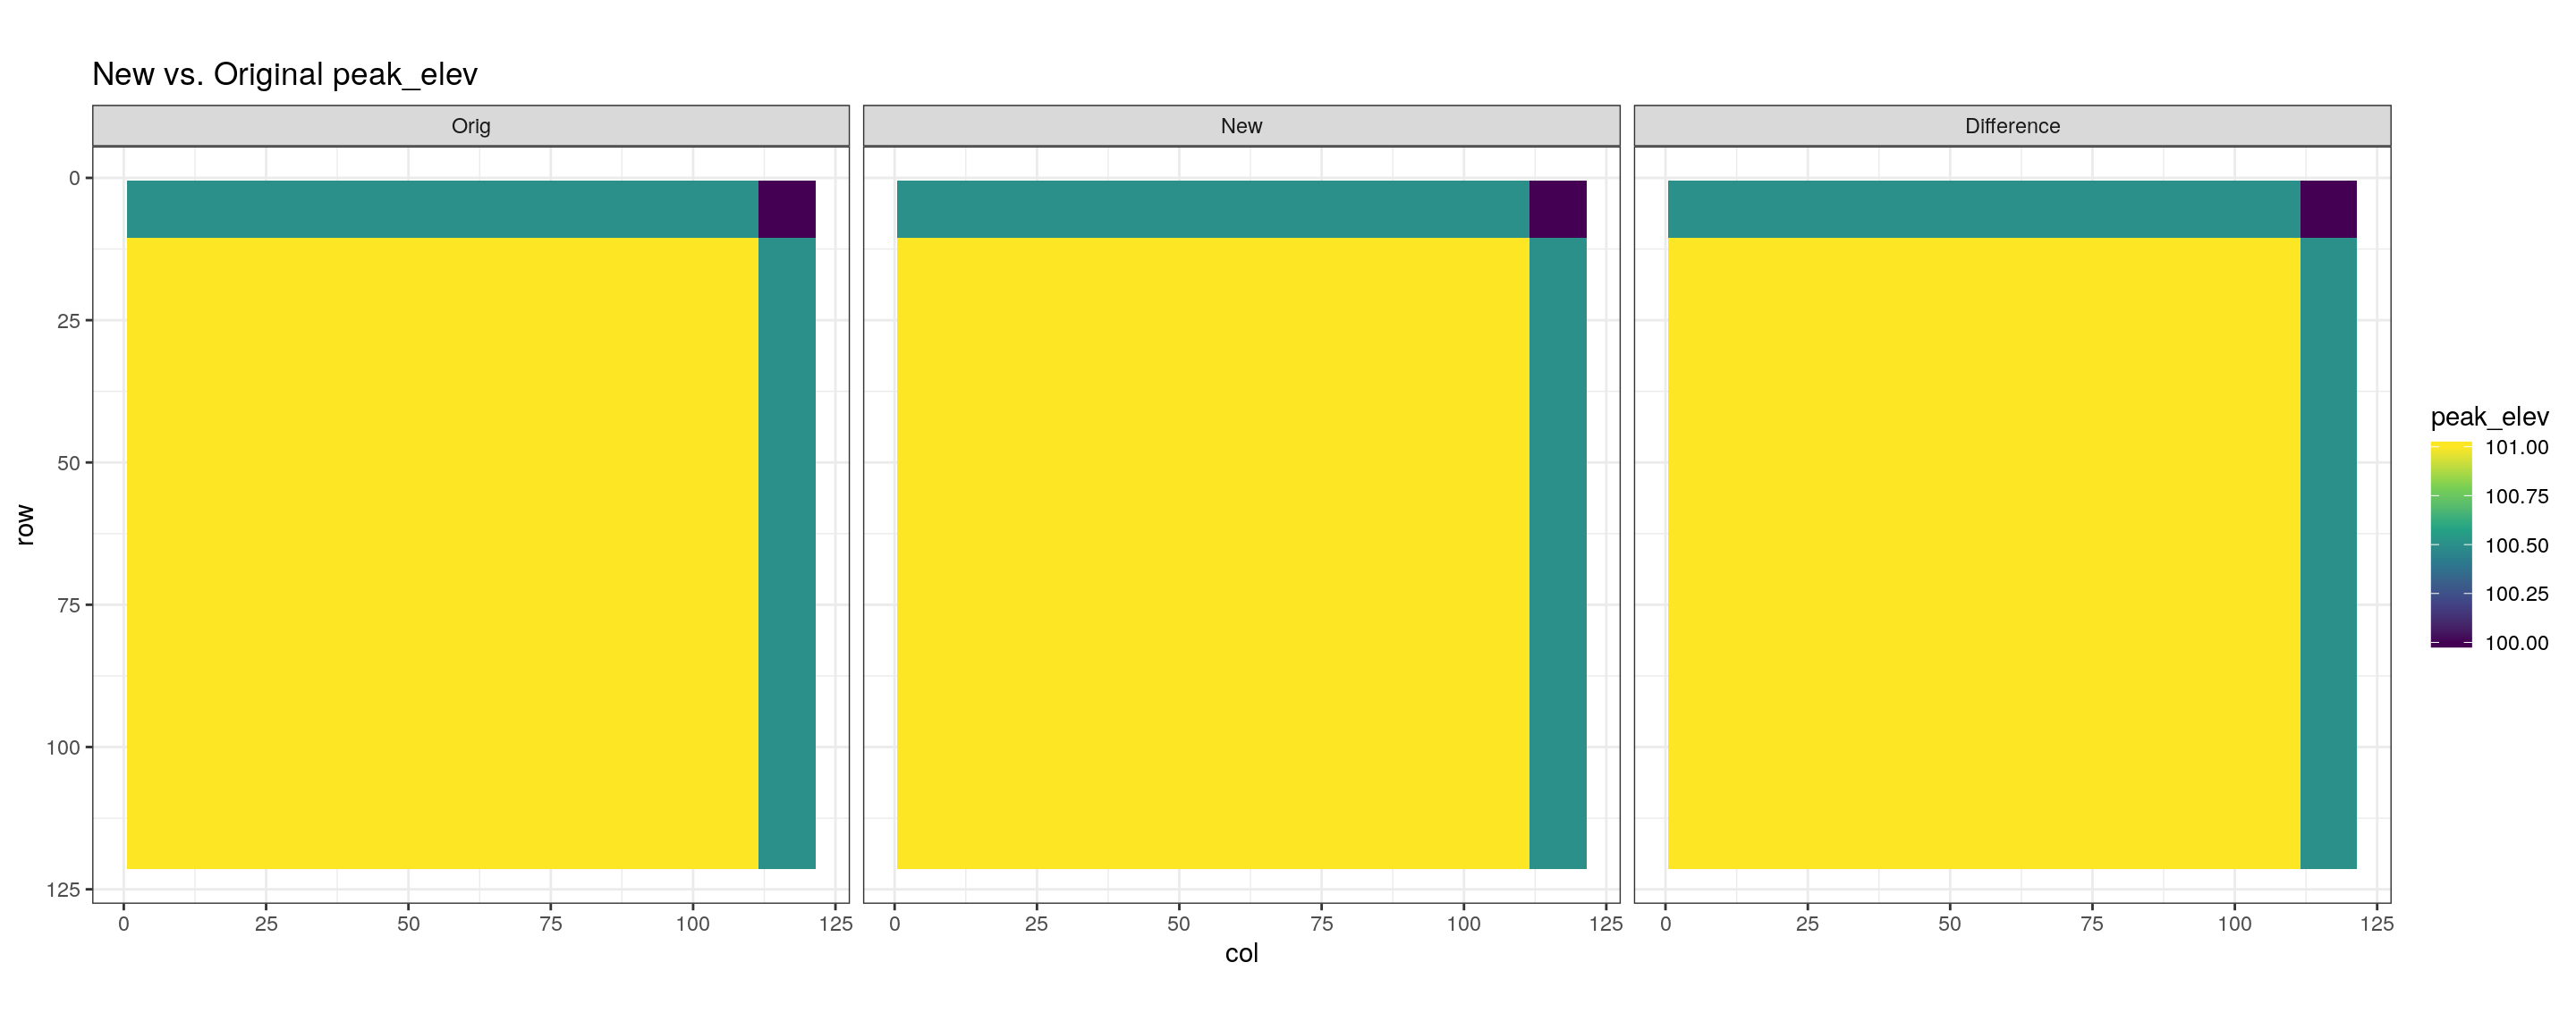 New vs. Original peak_elev
Orig
New
Difference
0
25
50
75
100
125
row
0 25 50 75 100 125
0 25 50 75 100 125
0 25 50 75 100 125
col
peak_elev
101.00
100.75
100.50
100.25
100.00